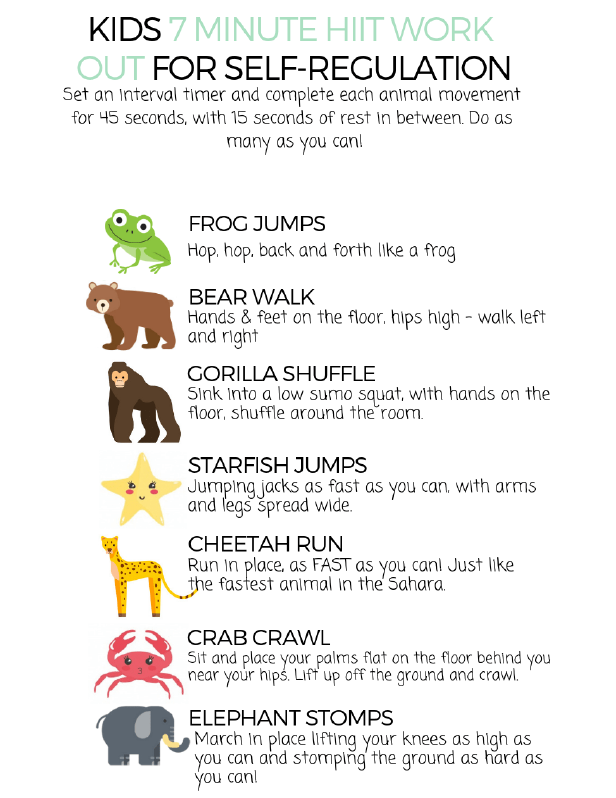 KIDS 7 MINUTE HIIT WORK
OUT FOR SELF-REGULATION
Set an interval timer and complete each animal movement
for 45 seconds, with 15 seconds of rest in between. Do as
many as you can!
FROG JUMPS
Hop, hop, back and forth like a frog
BEAR WALK
Hands & feet on the floor, hips high - walk left
and right
GORILLA SHUFFLE
Sink into a low sumo squat, with hands on the
floor, shuffle around the room.
STARFISH JUMPS
Jumping jacks as fast as you can, with arms
and legs spread wide.
CHEETAH RUN
Run in place, as FAST as you can! Just like
the fastest animal in the Sahara.
CRAB CRAWL
Sit and place your palms flat on the floor behind you
near your hips. Lift up off the ground and crawl.
ELEPHANT STOMPS
March in place lifting your knees as high as
you can and stomping the ground as hard as
you can!